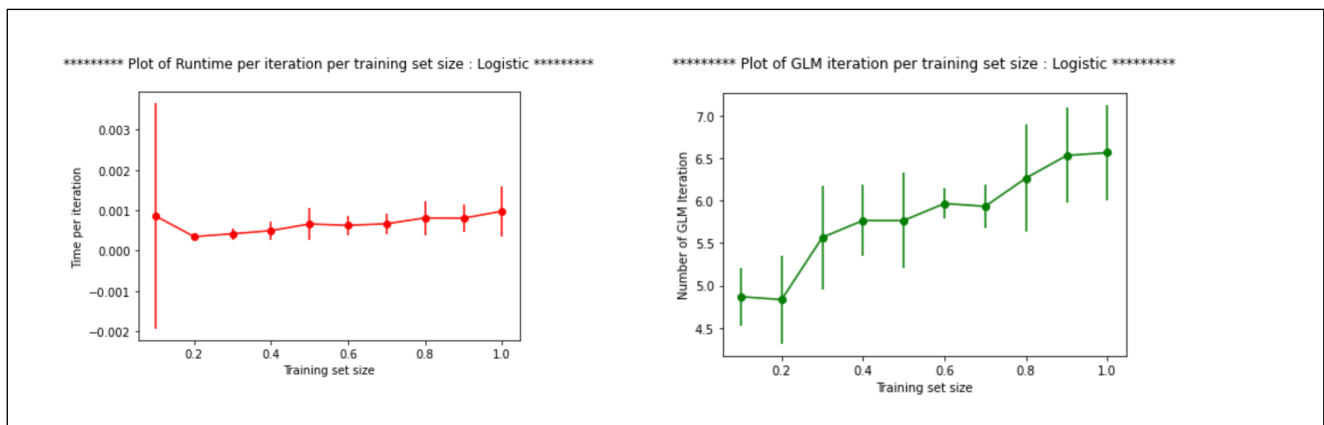 ********* Plot of Runtime per iteration per training set size : Logistic *********
0.003
0.002
0.001
0.000
−0.001
−0.002
Time per iteration
0.2 0.4 0.6 0.8 1.0
Training set size
********* Plot of GLM iteration per training set size : Logistic *********
7.0
6.5
6.0
5.5
5.0
4.5
Number of GLM Iteration
0.2 0.4 0.6 0.8 1.0
Training set size